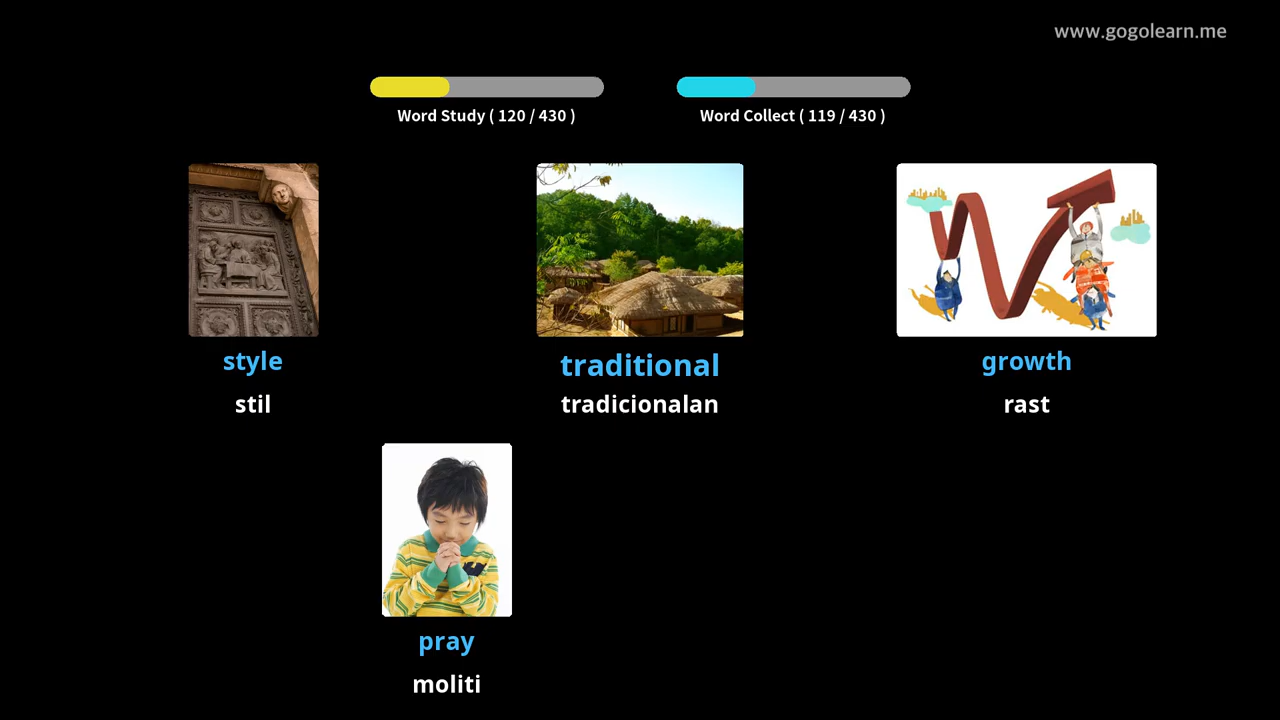 www.gogolearn.me
Word Study ( 120 / 430 )
Word Collect ( 119 / 430 )
style
traditional
growth
stil
tradicionalan
rast
pray
moliti